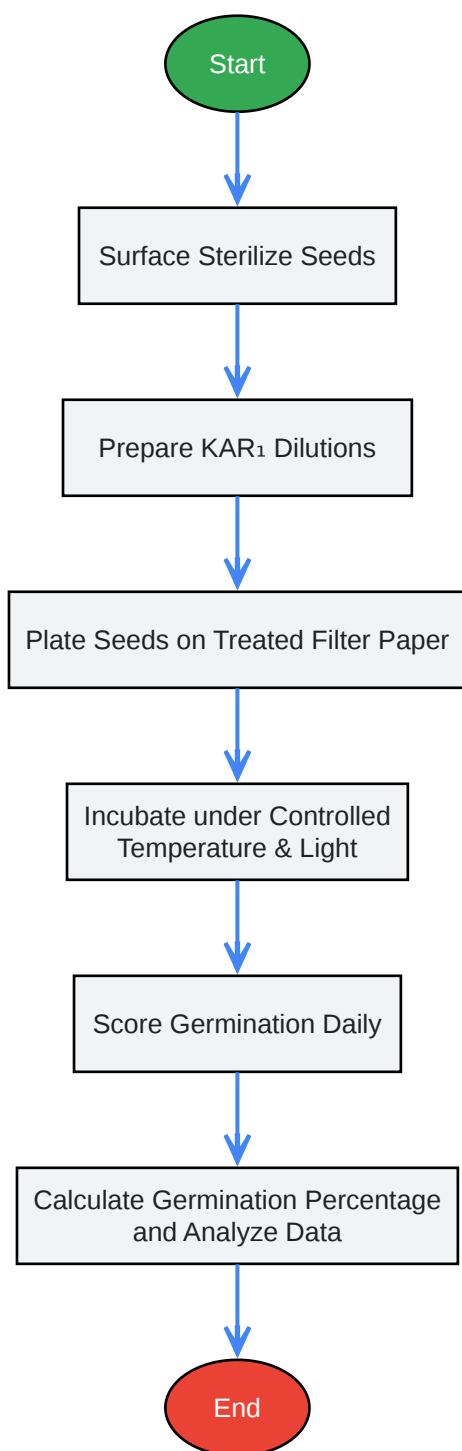 Start
Surface Sterilize Seeds
Prepare KAR₁ Dilutions
Plate Seeds on Treated Filter Paper
Incubate under Controlled
Temperature & Light
Score Germination Daily
Calculate Germination Percentage
and Analyze Data
End